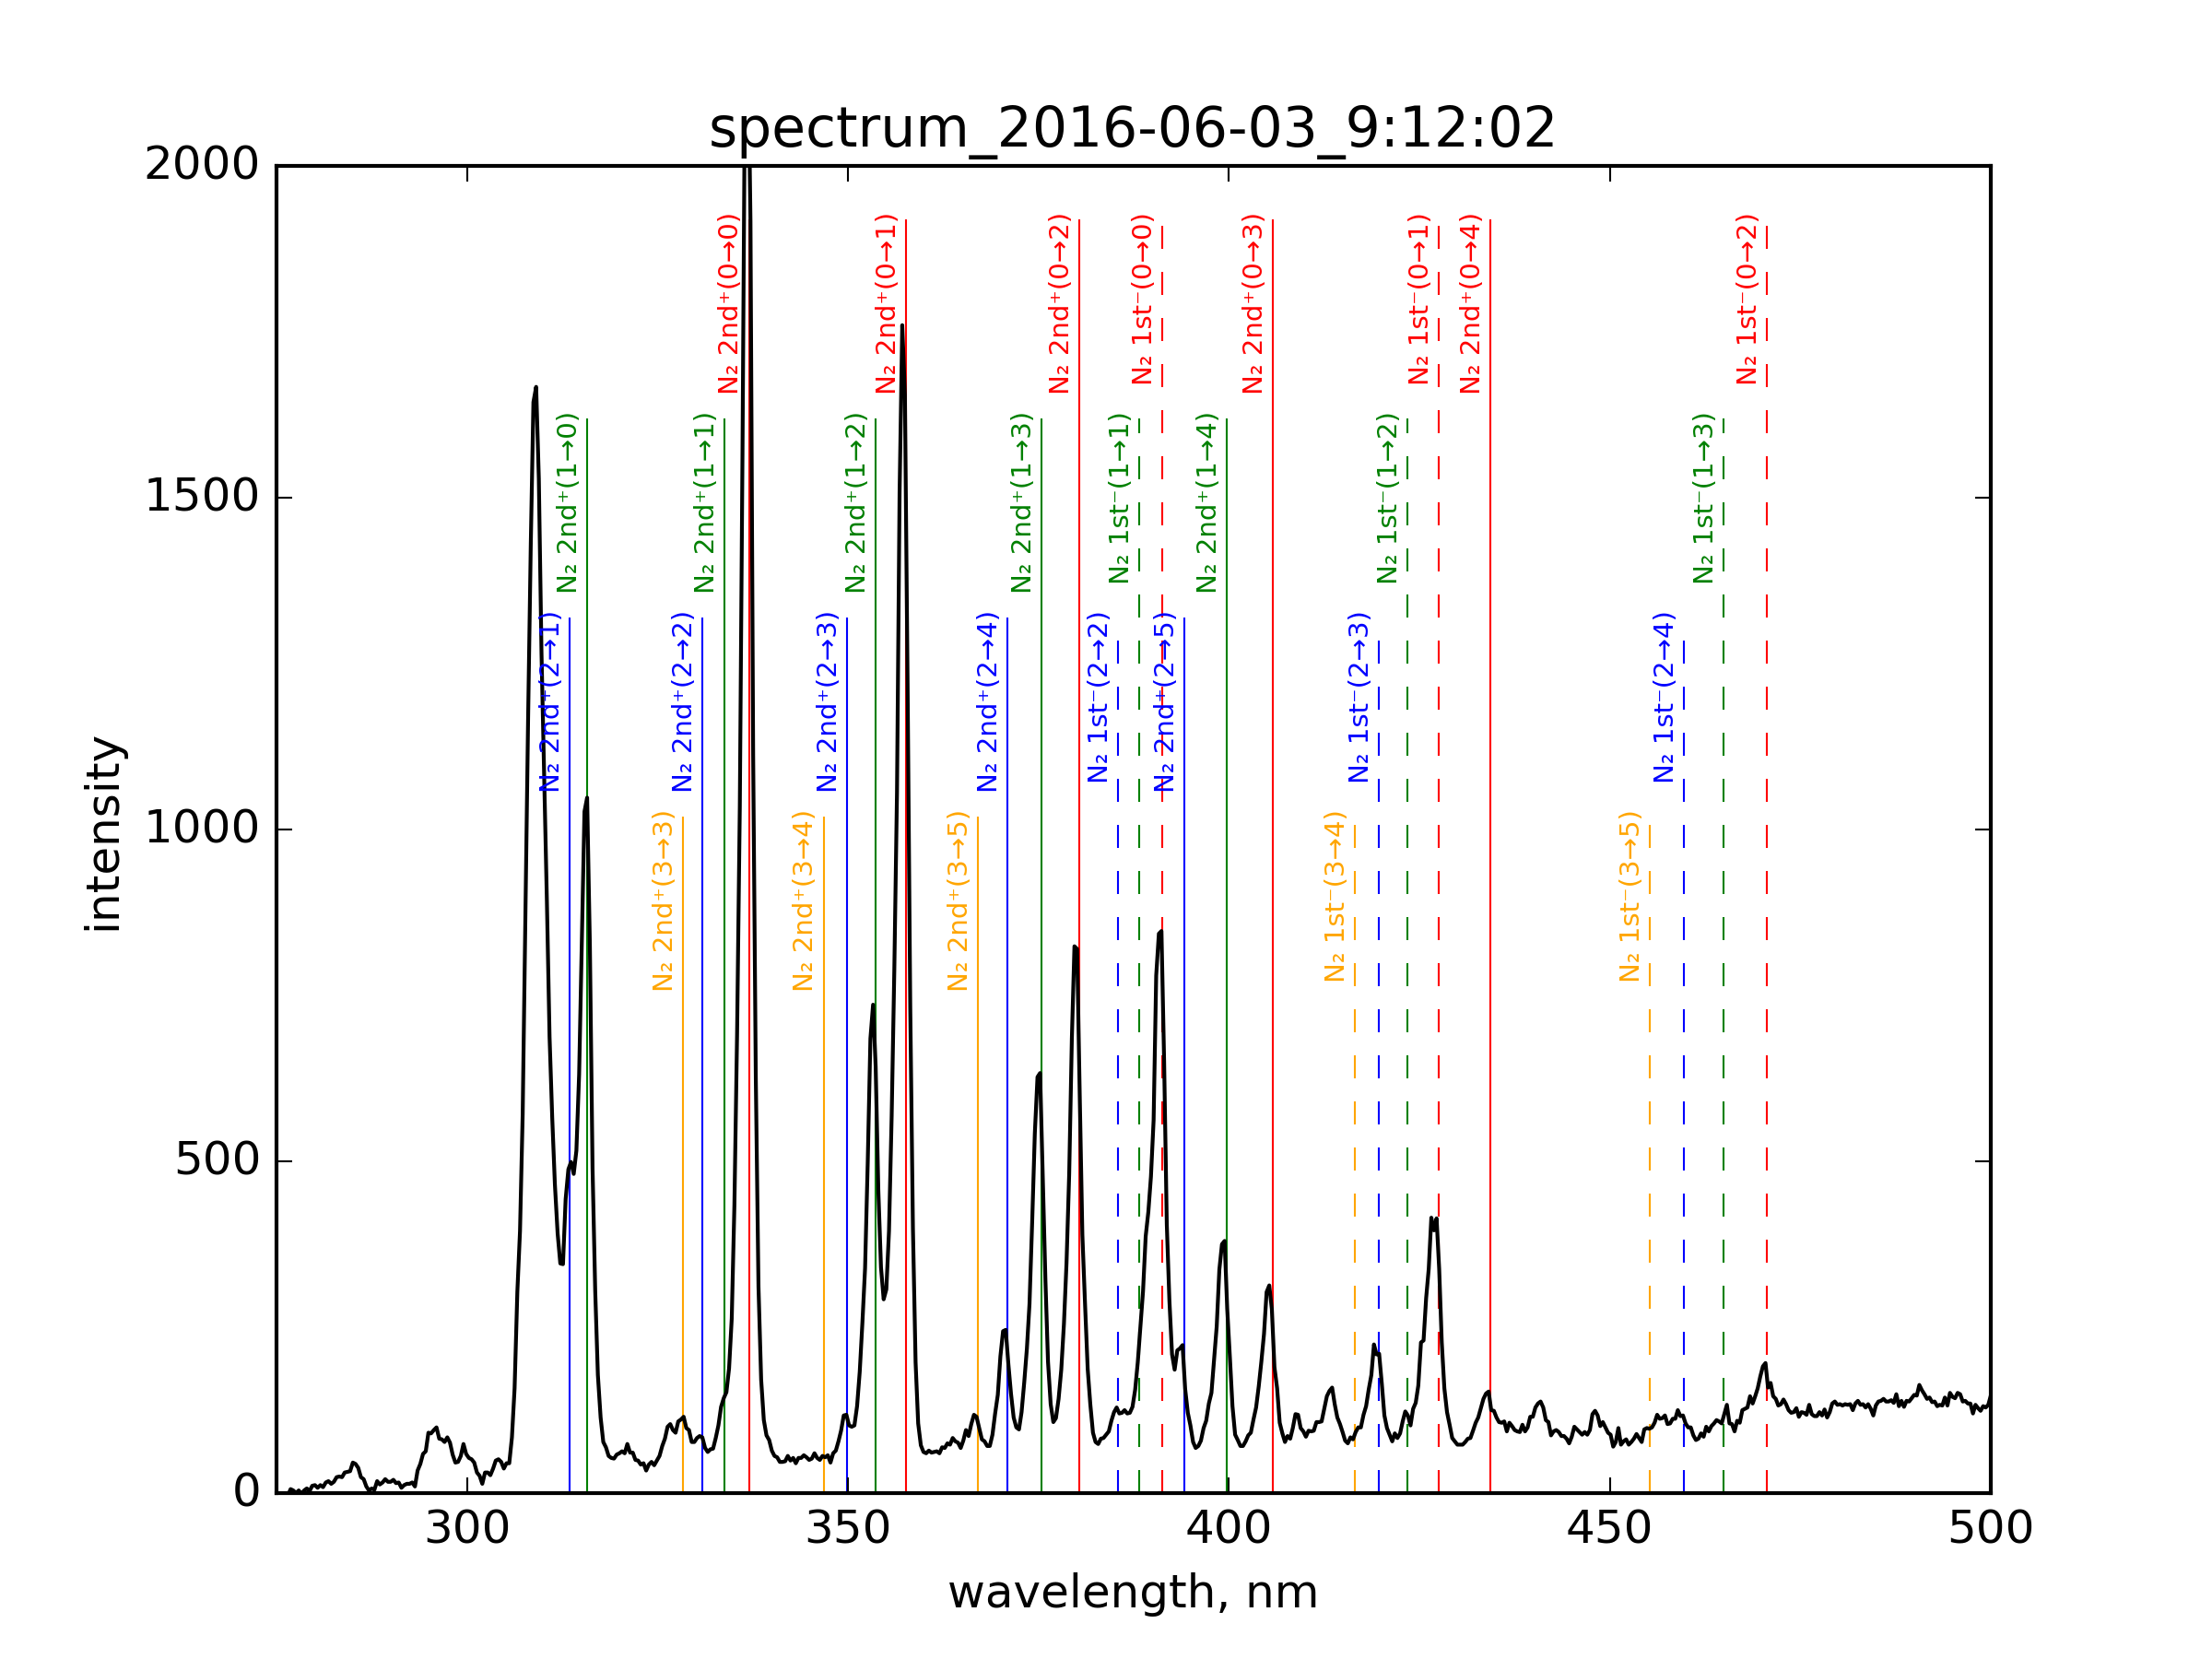 spectrum_2016-06-03_9:12:02
2000
1500
1000
500
0
intensity
N₂ 2nd⁺(0→0)
N₂ 2nd⁺(0→1)
N₂ 2nd⁺(0→2)
N₂ 1st⁻(0→0)
N₂ 2nd⁺(0→3)
N₂ 1st⁻(0→1)
N₂ 2nd⁺(0→4)
N₂ 1st⁻(0→2)
N₂ 2nd⁺(1→0)
N₂ 2nd⁺(1→1)
N₂ 2nd⁺(1→2)
N₂ 2nd⁺(1→3)
N₂ 1st⁻(1→1)
N₂ 2nd⁺(1→4)
N₂ 1st⁻(1→2)
N₂ 1st⁻(1→3)
N₂ 2nd⁺(2→1)
N₂ 2nd⁺(2→2)
N₂ 2nd⁺(2→3)
N₂ 2nd⁺(2→4)
N₂ 1st⁻(2→2)
N₂ 2nd⁺(2→5)
N₂ 1st⁻(2→3)
N₂ 1st⁻(2→4)
N₂ 2nd⁺(3→3)
N₂ 2nd⁺(3→4)
N₂ 2nd⁺(3→5)
N₂ 1st⁻(3→4)
N₂ 1st⁻(3→5)
300 350 400 450 500
wavelength, nm